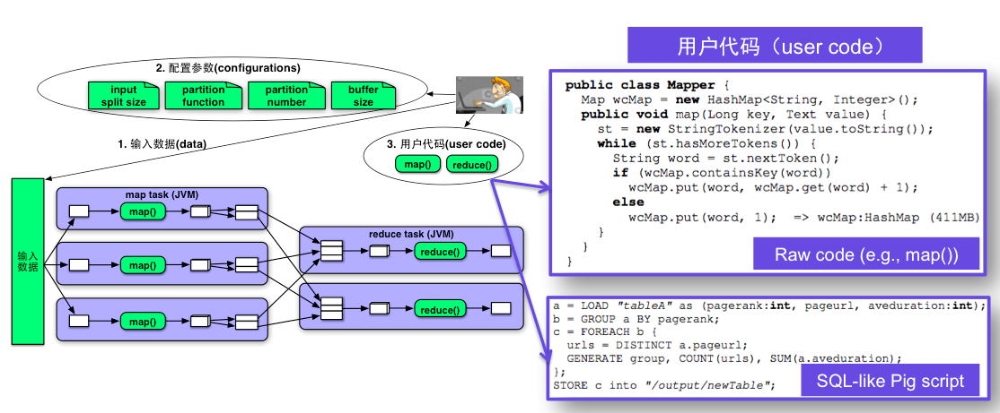 2. 配置参数(configurations)
input
split size
partition
function
partition
number
buffer
size
1. 输入数据(data)
3. 用户代码(user code)
map()
reduce()
输入
数据
map task (JVM)
map()
map()
map()
reduce task (JVM)
reduce()
reduce()
用户代码（user code）
public class Mapper {
Map wcMap = new HashMap<String, Integer>();
public void map(Long key, Text value) {
st = new StringTokenizer(value.toString());
while (st.hasMoreTokens()) {
String word = st.nextToken();
if (wcMap.containsKey(word))
wcMap.put(word, wcMap.get(word) + 1);
else
wcMap.put(word, 1);  => wcMap:HashMap (411MB)
}
}
}
Raw code (e.g., map())
a = LOAD "tableA" as (pagerank:int, pageurl, aveduration:int);
b = GROUP a BY pagerank;
c = FOREACH b {
urls = DISTINCT a.pageurl;
GENERATE group, COUNT(urls), SUM(a.aveduration);
};
STORE c into "/output/newTable";
SQL-like Pig script